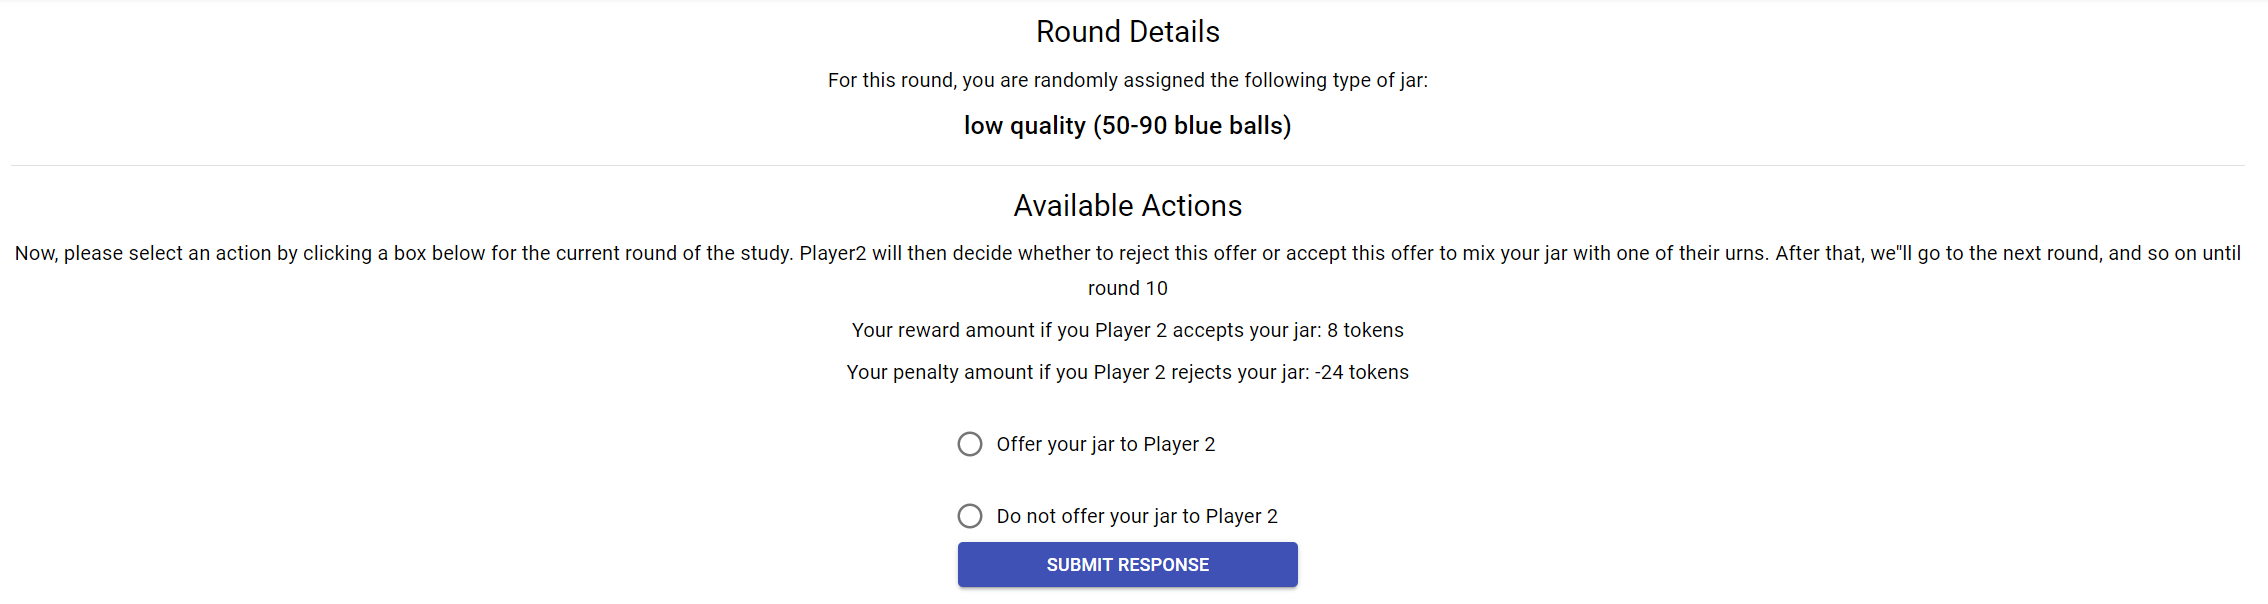 Round Details
For this round, you are randomly assigned the following type of jar:
low quality (50-90 blue balls)
Available Actions
Now, please select an action by clicking a box below for the current round of the study. Player2 will then decide whether to reject this offer or accept this offer to mix your jar with one of their urns. After that, we"ll go to the next round, and so on until
round 10
Your reward amount if you Player 2 accepts your jar: 8 tokens
Your penalty amount if you Player 2 rejects your jar: -24 tokens
Offer your jar to Player 2
Do not offer your jar to Player 2
SUBMIT RESPONSE